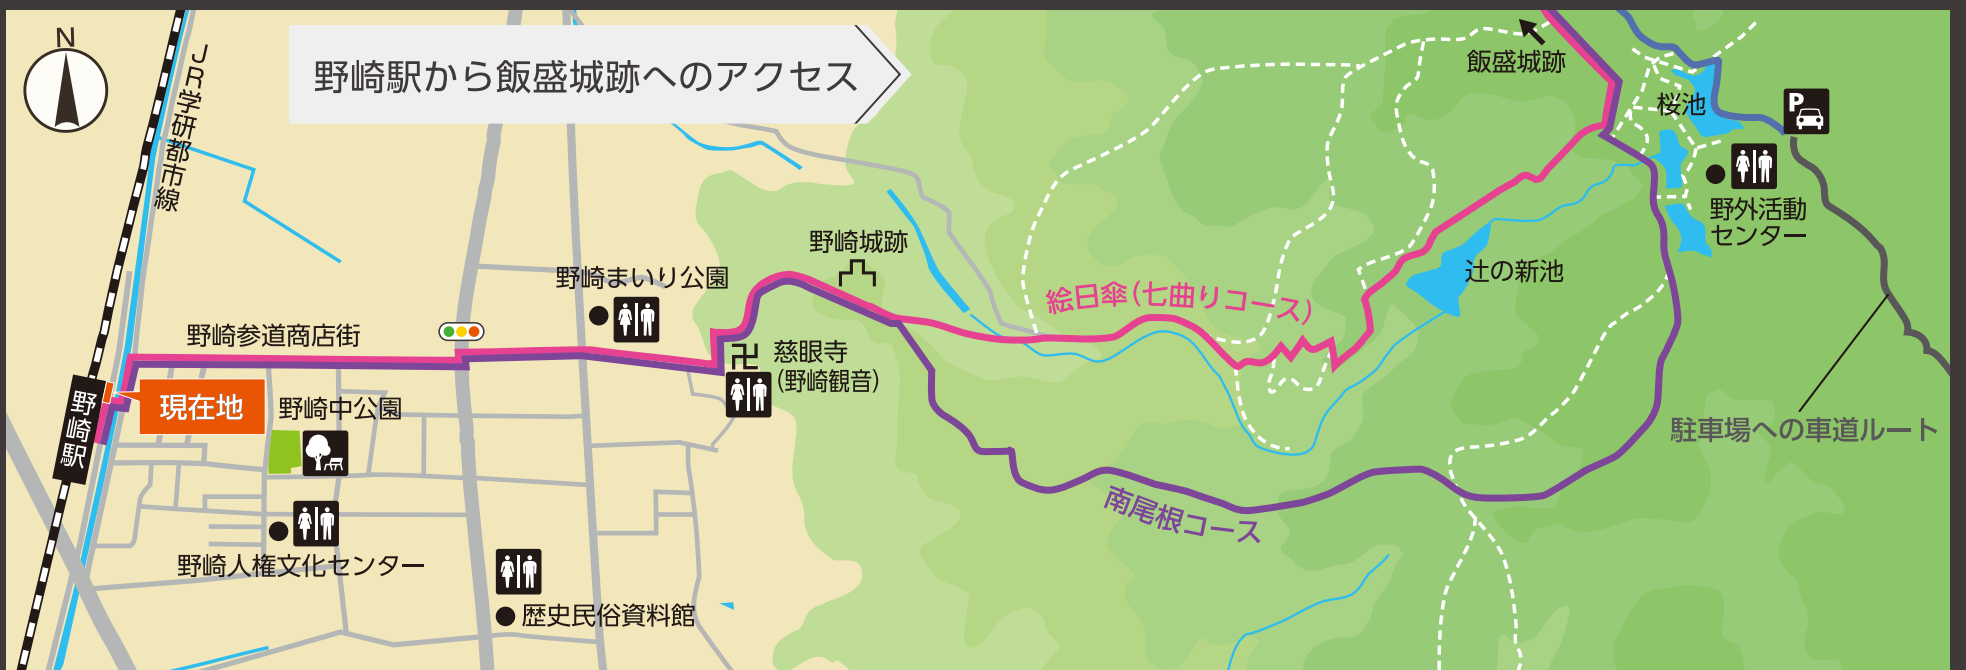 N
JR学研都市線
野崎駅から飯盛城跡へのアクセス
飯盛城跡
桜池
P
野外活動
センター
野崎城跡
辻の新池
野崎まいり公園
絵日傘(七曲りコース)
野崎参道商店街
慈眼寺
(野崎観音)
野崎駅
現在地
野崎中公園
駐車場への車道ルート
南尾根コース
野崎人権文化センター
歴史民俗資料館